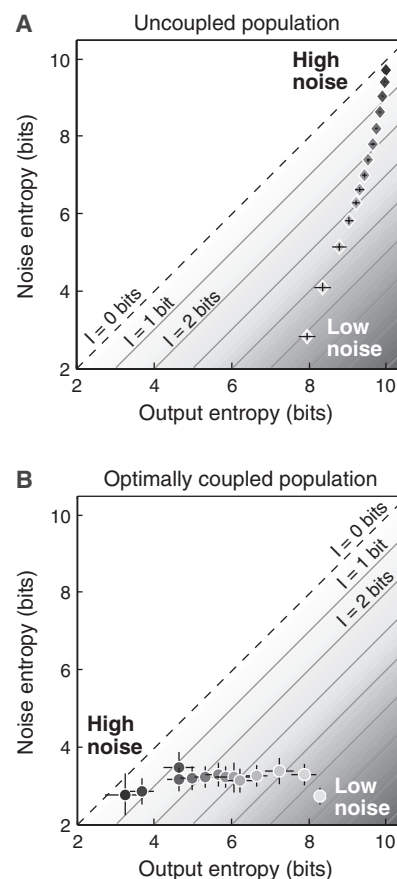 A
Uncoupled population
10
8
6
4
2
Noise entropy (bits)
High
noise
I = 0 bits
I = 1 bit
I = 2 bits
Low
noise
2
4
6
8
10
Output entropy (bits)
B
Optimally coupled population
10
8
6
4
2
Noise entropy (bits)
I = 0 bits
I = 1 bit
I = 2 bits
High
noise
Low
noise
2
4
6
8
10
Output entropy (bits)